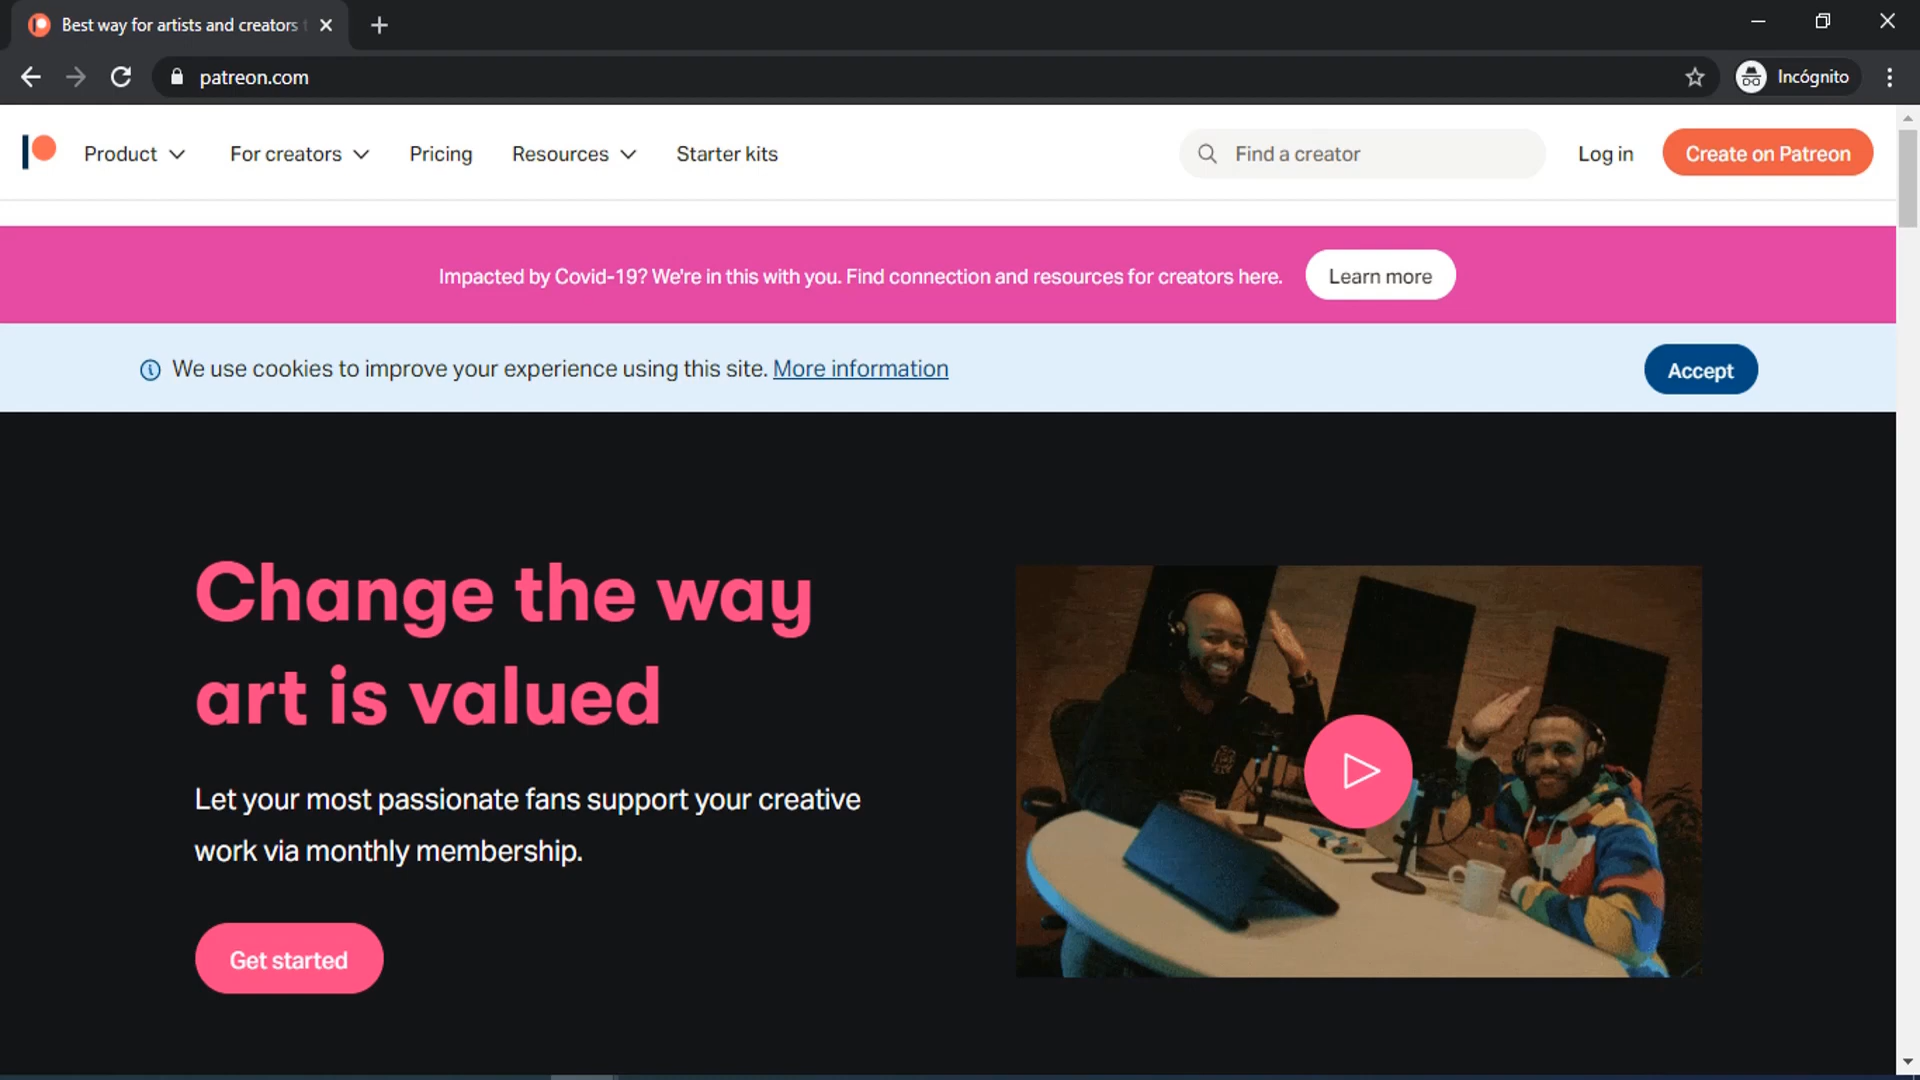 Best way for artists and creators
patreon.com
Incógnito
Product
For creators
Pricing
Resources
Starter kits
Find a creator
Log in
Create on Patreon
Impacted by Covid-19? We're in this with you. Find connection and resources for creators here.
Learn more
We use cookies to improve your experience using this site. More information
Accept
Change the way
art is valued
Let your most passionate fans support your creative
work via monthly membership.
Get started